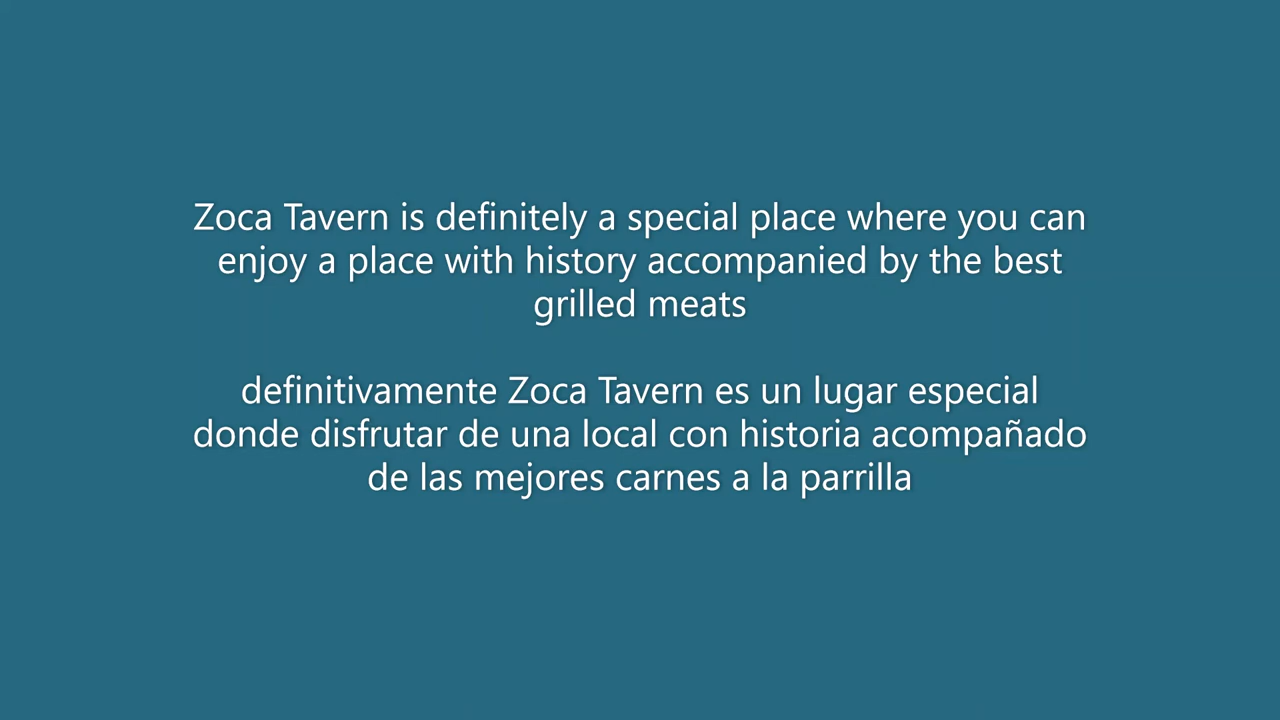 Zoca Tavern is definitely a special place where you can
enjoy a place with history accompanied by the best
grilled meats
definitivamente Zoca Tavern es un lugar especial
donde disfrutar de una local con historia acompañado
de las mejores carnes a la parrilla